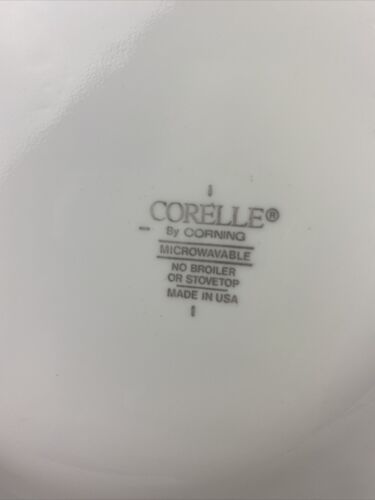 CORELLE®
By CORNING
MICROWAVABLE
NO BROILER
OR STOVETOP
MADE IN USA